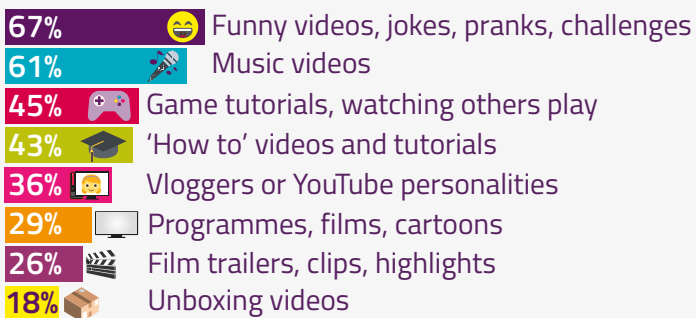 67% Funny videos, jokes, pranks, challenges
61% Music videos
45% Game tutorials, watching others play
43% ‘How to’ videos and tutorials
36% Vloggers or YouTube personalities
29% Programmes, films, cartoons
26% Film trailers, clips, highlights
18% Unboxing videos